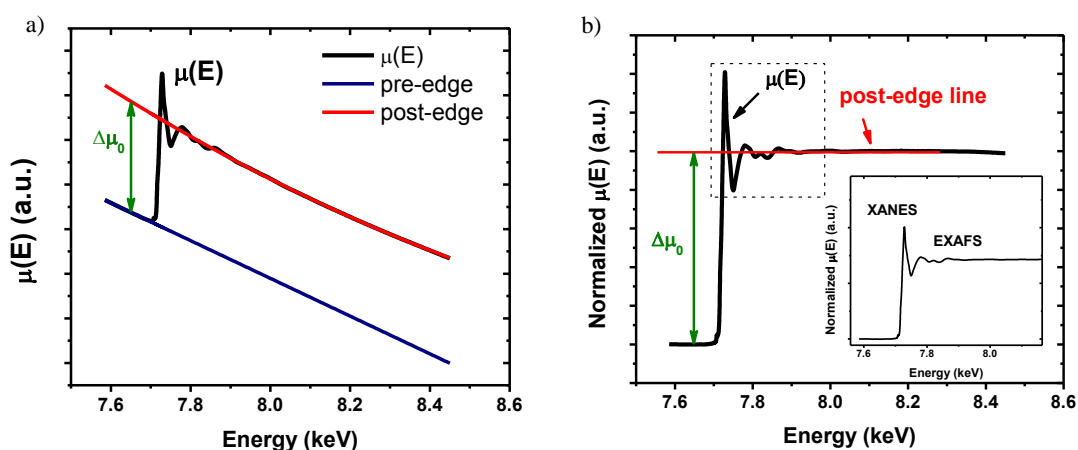 a)
μ(E)
μ(E)
pre-edge
post-edge
Δμ₀
μ(E) (a.u.)
7.6 7.8 8.0 8.2 8.4 8.6
Energy (keV)
b)
μ(E)
post-edge line
Δμ₀
Normalized μ(E) (a.u.)
XANES
EXAFS
Normalized μ(E) (a.u.)
7.6 7.8 8.0
Energy (keV)
7.6 7.8 8.0 8.2 8.4 8.6
Energy (keV)